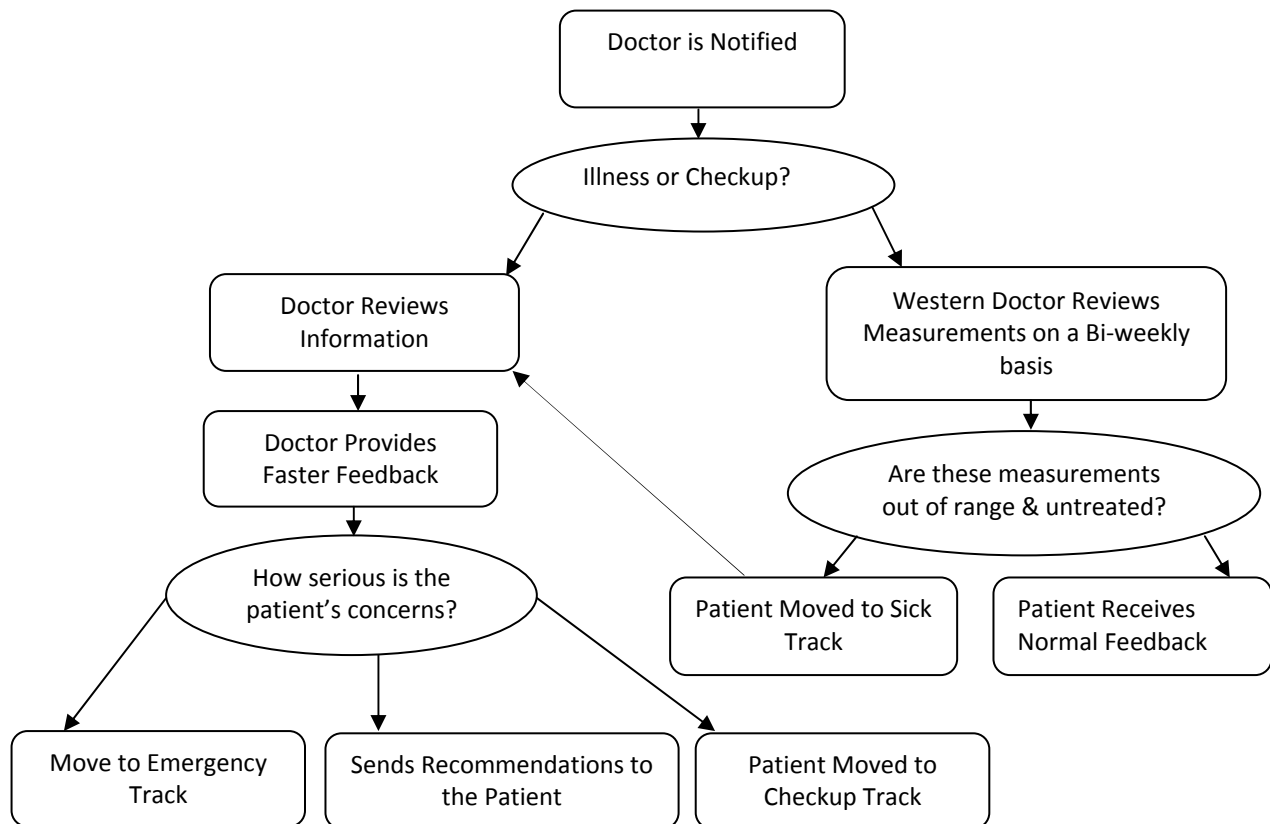 Doctor is Notified
Illness or Checkup?
Doctor Reviews
Information
Western Doctor Reviews
Measurements on a Bi-weekly
basis
Doctor Provides
Faster Feedback
Are these measurements
out of range & untreated?
How serious is the
patient’s concerns?
Patient Moved to Sick
Track
Patient Receives
Normal Feedback
Move to Emergency
Track
Sends Recommendations to
the Patient
Patient Moved to
Checkup Track